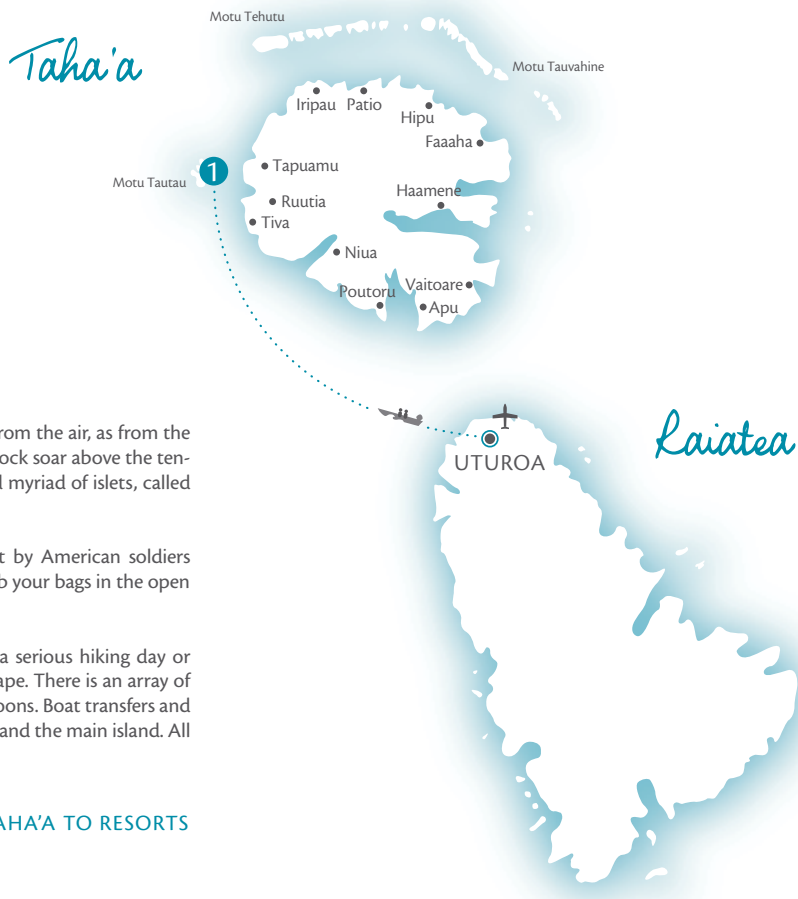 Motu Tehutu
Taha'a
Motu Tauvahine
Iripau Patio
Hipu
Faaaha
Tapuamu
1
Motu Tautau
Haamene
Ruutia
Tiva
Niua
Vaitoare
Poutoru
Apu
rom the air, as from the
ock soar above the ten-
d myriad of islets, called
Raiatea
UTUROA
t by American soldiers
b your bags in the open
a serious hiking day or
ape. There is an array of
oons. Boat transfers and
and the main island. All
AHA'A TO RESORTS